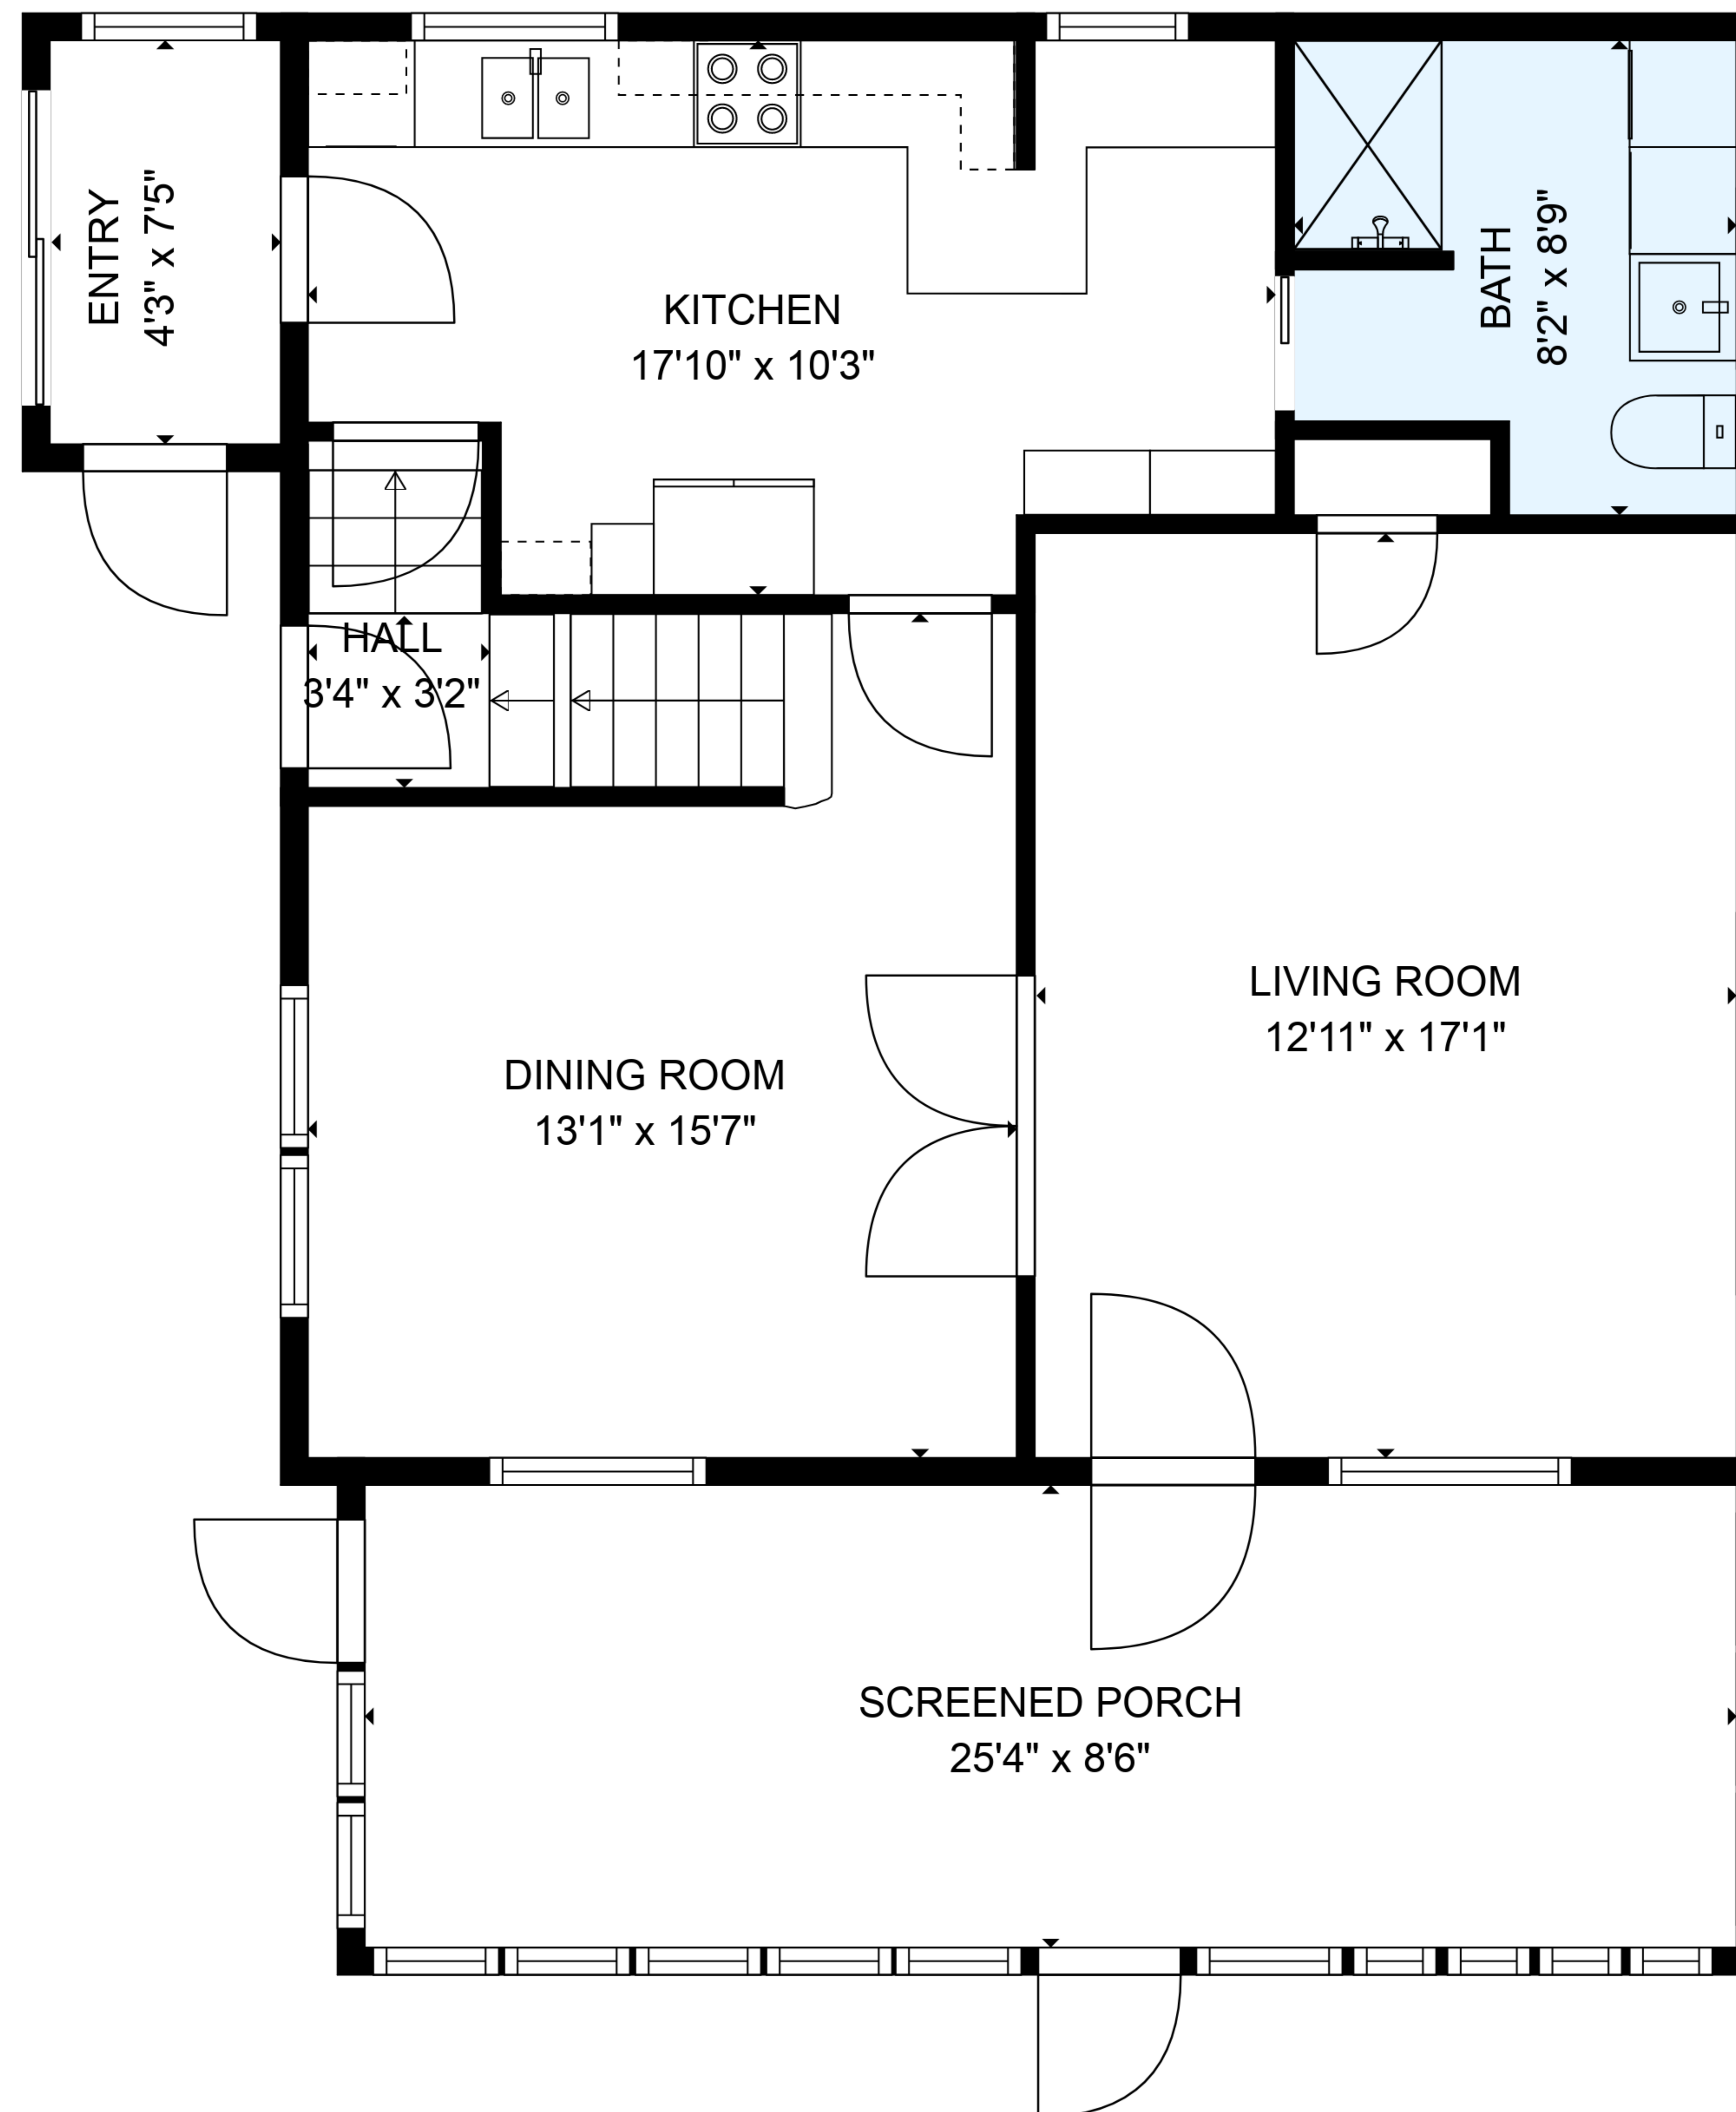 ENTRY
4'3" x 7'5"
KITCHEN
17'10" x 10'3"
BATH
8'2" x 8'9"
HALL
3'4" x 3'2"
LIVING ROOM
12'11" x 17'1"
DINING ROOM
13'1" x 15'7"
SCREENED PORCH
25'4" x 8'6"